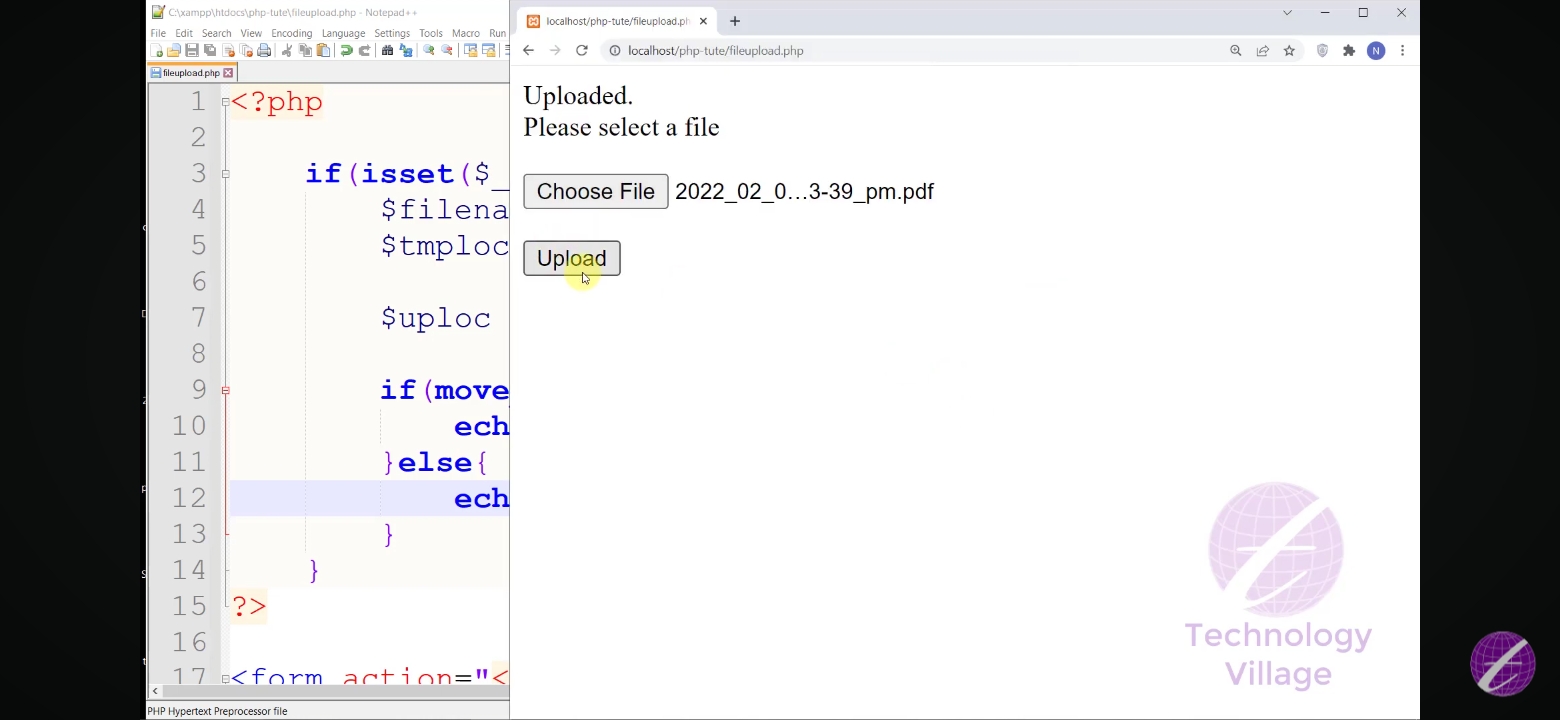 C:\xampp\htdocs\php-tute\fileupload.php - Notepad++
File Edit Search View Encoding Language Settings Tools Macro Run
fileupload.php
1 <?php
2
3 if(isset($_
4 $filena
5 $tmploc
6
7 $uploc
8
9 if(move_
10 ech
11 }else{
12 ech
13 }
14 }
15 ?>
16
17 <form action="<
PHP Hypertext Preprocessor file
localhost/php-tute/fileupload.ph
localhost/php-tute/fileupload.php
N
Uploaded.
Please select a file
Choose File 2022_02_0...3-39_pm.pdf
Upload
Technology
Village